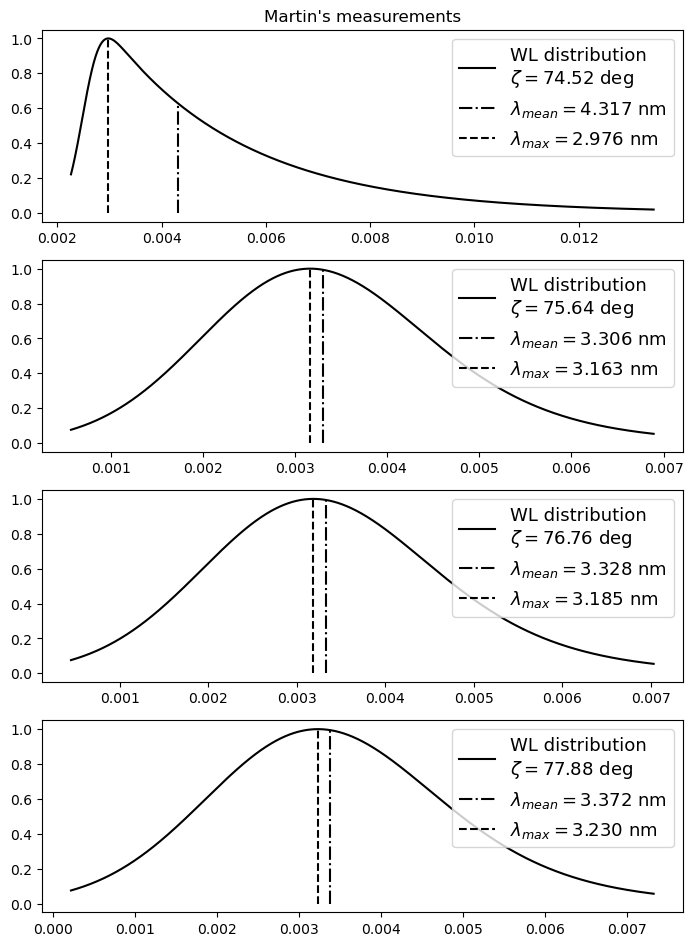 Martin's measurements
1.0
0.8
0.6
0.4
0.2
0.0
WL distribution
ζ = 74.52 deg
λmean = 4.317 nm
λmax = 2.976 nm
0.002 0.004 0.006 0.008 0.010 0.012
1.0
0.8
0.6
0.4
0.2
0.0
WL distribution
ζ = 75.64 deg
λmean = 3.306 nm
λmax = 3.163 nm
0.001 0.002 0.003 0.004 0.005 0.006 0.007
1.0
0.8
0.6
0.4
0.2
0.0
WL distribution
ζ = 76.76 deg
λmean = 3.328 nm
λmax = 3.185 nm
0.001 0.002 0.003 0.004 0.005 0.006 0.007
1.0
0.8
0.6
0.4
0.2
0.0
WL distribution
ζ = 77.88 deg
λmean = 3.372 nm
λmax = 3.230 nm
0.000 0.001 0.002 0.003 0.004 0.005 0.006 0.007